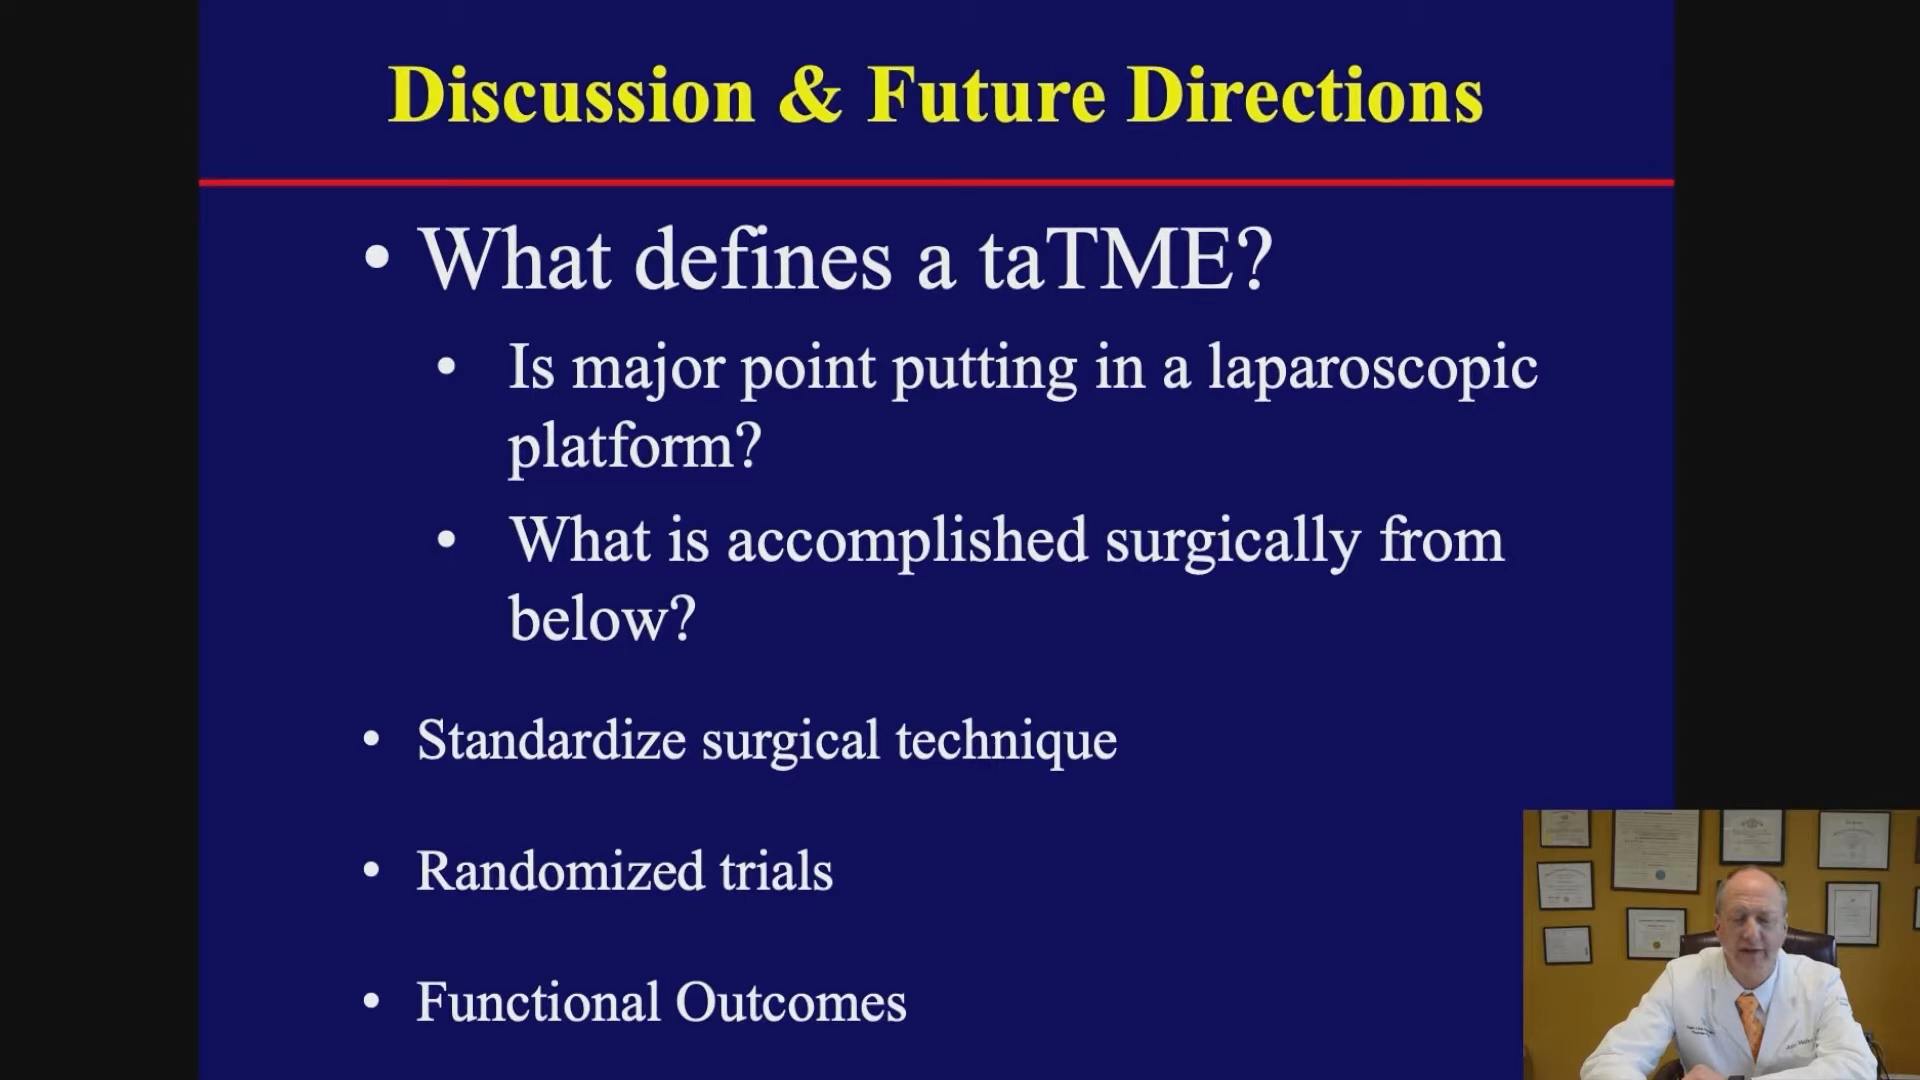 Discussion & Future Directions
• What defines a taTME?
• Is major point putting in a laparoscopic
platform?
• What is accomplished surgically from
below?
• Standardize surgical technique
• Randomized trials
• Functional Outcomes